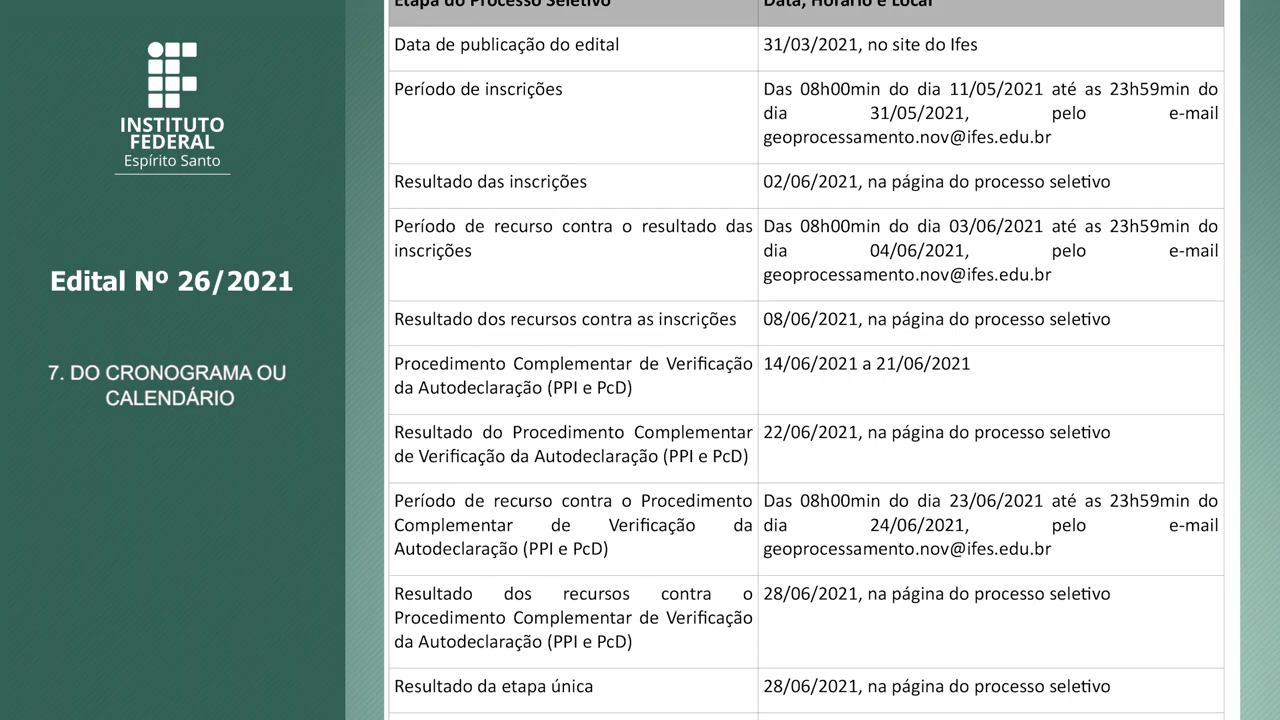 INSTITUTO
FEDERAL
Espírito Santo
Edital Nº 26/2021
7. DO CRONOGRAMA OU
CALENDÁRIO
Etapa do Processo Seletivo
Data, Horário e Local
Data de publicação do edital
31/03/2021, no site do Ifes
Período de inscrições
Das 08h00min do dia 11/05/2021 até as 23h59min do
dia 31/05/2021, pelo e-mail
geoprocessamento.nov@ifes.edu.br
Resultado das inscrições
02/06/2021, na página do processo seletivo
Período de recurso contra o resultado das
inscrições
Das 08h00min do dia 03/06/2021 até as 23h59min do
dia 04/06/2021, pelo e-mail
geoprocessamento.nov@ifes.edu.br
Resultado dos recursos contra as inscrições
08/06/2021, na página do processo seletivo
Procedimento Complementar de Verificação
da Autodeclaração (PPI e PcD)
14/06/2021 a 21/06/2021
Resultado do Procedimento Complementar
de Verificação da Autodeclaração (PPI e PcD)
22/06/2021, na página do processo seletivo
Período de recurso contra o Procedimento
Complementar de Verificação da
Autodeclaração (PPI e PcD)
Das 08h00min do dia 23/06/2021 até as 23h59min do
dia 24/06/2021, pelo e-mail
geoprocessamento.nov@ifes.edu.br
Resultado dos recursos contra o
Procedimento Complementar de Verificação
da Autodeclaração (PPI e PcD)
28/06/2021, na página do processo seletivo
Resultado da etapa única
28/06/2021, na página do processo seletivo